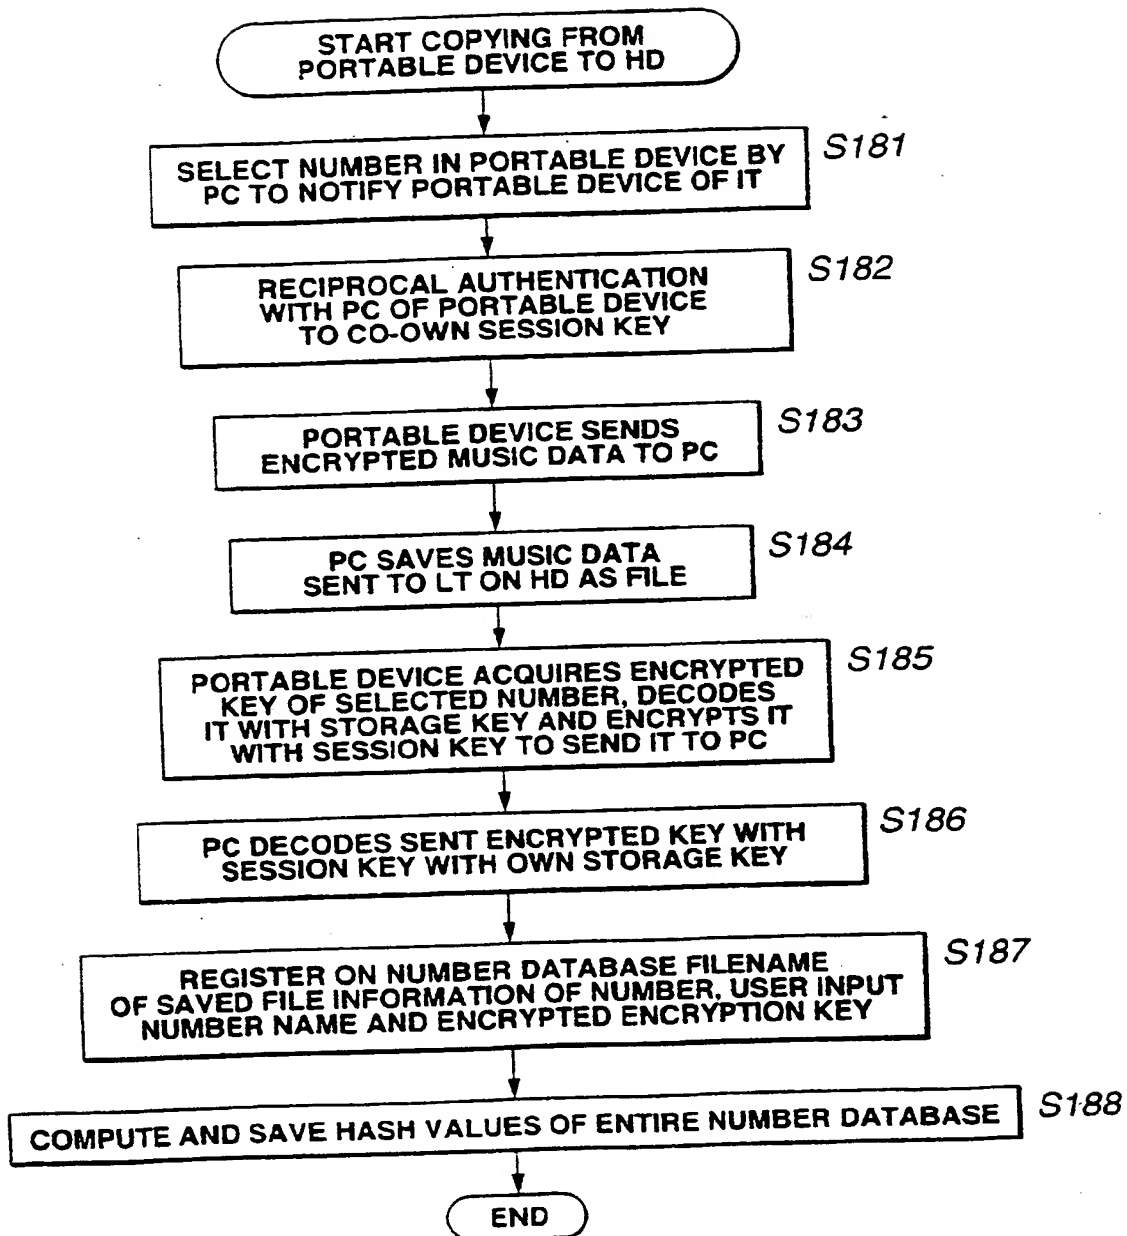 START COPYING FROM
PORTABLE DEVICE TO HD
SELECT NUMBER IN PORTABLE DEVICE BY
PC TO NOTIFY PORTABLE DEVICE OF IT
S181
RECIPROCAL AUTHENTICATION
WITH PC OF PORTABLE DEVICE
TO CO-OWN SESSION KEY
S182
PORTABLE DEVICE SENDS
ENCRYPTED MUSIC DATA TO PC
S183
PC SAVES MUSIC DATA
SENT TO LT ON HD AS FILE
S184
PORTABLE DEVICE ACQUIRES ENCRYPTED
KEY OF SELECTED NUMBER, DECODES
IT WITH STORAGE KEY AND ENCRYPTS IT
WITH SESSION KEY TO SEND IT TO PC
S185
PC DECODES SENT ENCRYPTED KEY WITH
SESSION KEY WITH OWN STORAGE KEY
S186
REGISTER ON NUMBER DATABASE FILENAME
OF SAVED FILE INFORMATION OF NUMBER, USER INPUT
NUMBER NAME AND ENCRYPTED ENCRYPTION KEY
S187
COMPUTE AND SAVE HASH VALUES OF ENTIRE NUMBER DATABASE
S188
END